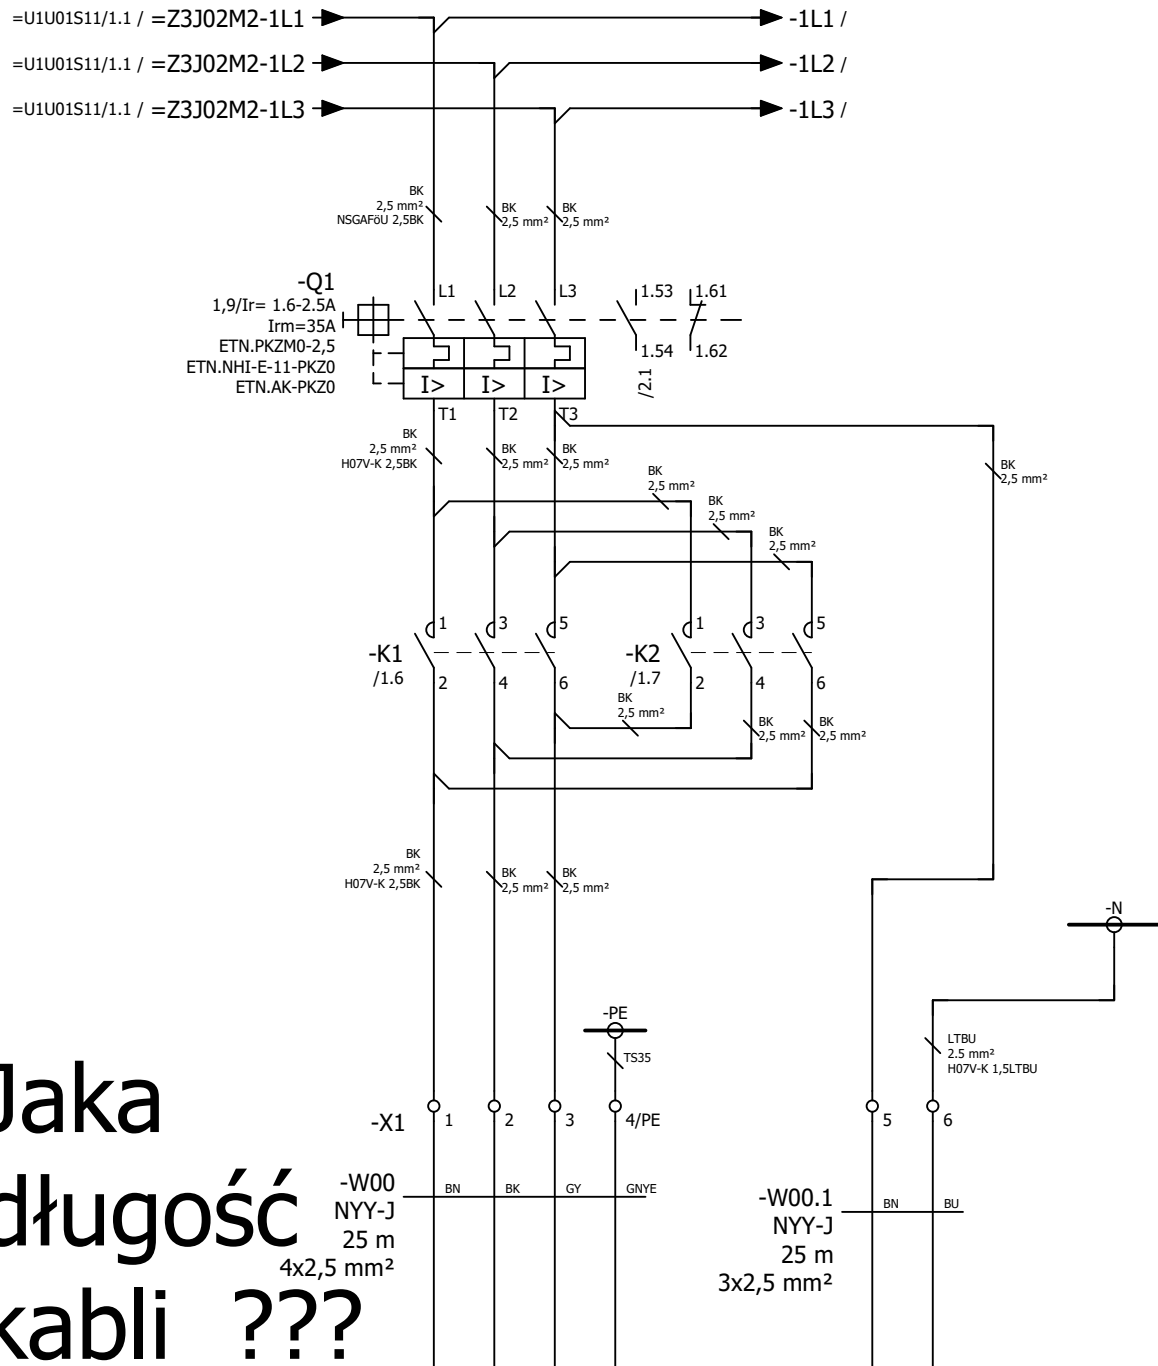 =U1U01S11/1.1 / =Z3J02M2-1L1
-1L1 /
=U1U01S11/1.1 / =Z3J02M2-1L2
-1L2 /
=U1U01S11/1.1 / =Z3J02M2-1L3
-1L3 /
BK
2,5 mm²
NSGAFöU 2,5BK
BK
2,5 mm²
BK
2,5 mm²
-Q1
1,9/Ir= 1.6-2.5A
Irm=35A
ETN.PKZM0-2,5
ETN.NHI-E-11-PKZ0
ETN.AK-PKZ0
L1
L2
L3
1.53
1.61
1.54
1.62
/2.1
I>
I>
I>
T1
T2
T3
BK
2,5 mm²
H07V-K 2,5BK
BK
2,5 mm²
BK
2,5 mm²
BK
2,5 mm²
BK
2,5 mm²
BK
2,5 mm²
BK
2,5 mm²
-K1
/1.6
1
3
5
2
4
6
-K2
/1.7
1
3
5
2
4
6
BK
2,5 mm²
BK
2,5 mm²
BK
2,5 mm²
BK
2,5 mm²
H07V-K 2,5BK
BK
2,5 mm²
BK
2,5 mm²
-N
-PE
TS35
LTBU
2.5 mm²
H07V-K 1,5LTBU
-X1
1
2
3
4/PE
5
6
-W00
NYY-J
25 m
4x2,5 mm²
BN
BK
GY
GNYE
-W00.1
NYY-J
25 m
3x2,5 mm²
BN
BU
Jaka
długość
kabli ???